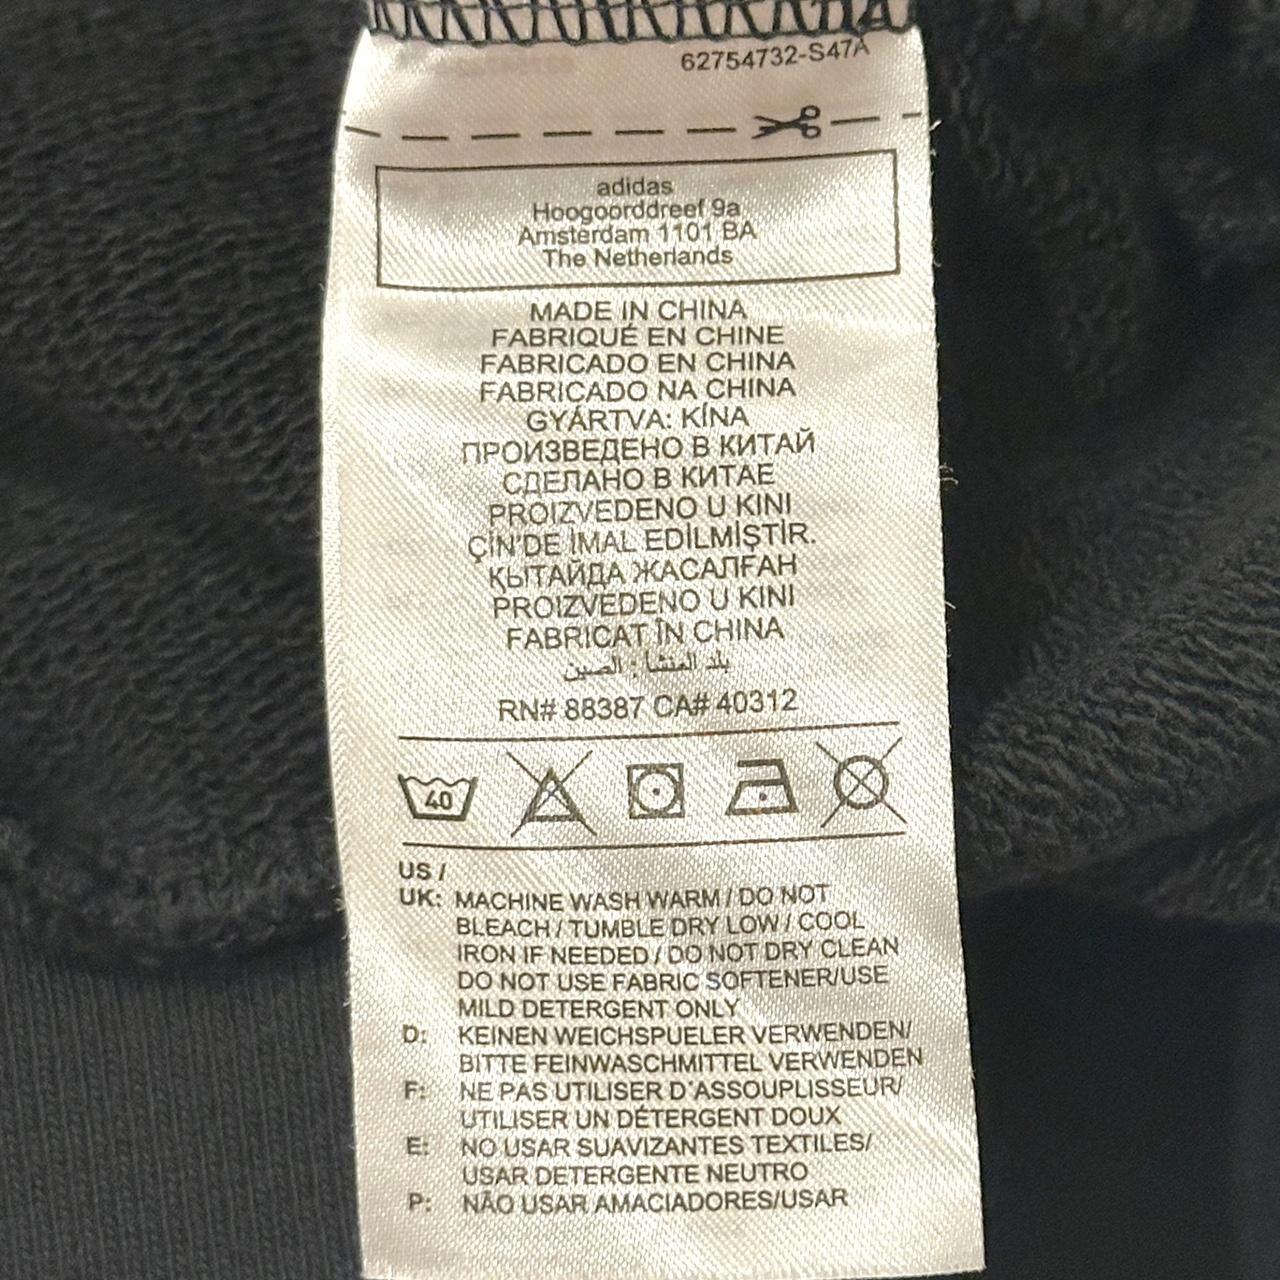 62754732-S47A
adidas
Hoogoorddreef 9a
Amsterdam 1101 BA
The Netherlands
MADE IN CHINA
FABRIQUÉ EN CHINE
FABRICADO EN CHINA
FABRICADO NA CHINA
GYÁRTVA: KÍNA
ПРОИЗВЕДЕНО В КИТАЙ
СДЕЛАНО В КИТАЕ
PROIZVEDENO U KINI
ÇİN'DE İMAL EDİLMİŞTİR.
ҚЫТАЙДА ЖАСАЛҒАН
PROIZVEDENO U KINI
FABRICAT ÎN CHINA
بلد المنشأ : الصين
RN# 88387 CA# 40312
40
US /
UK: MACHINE WASH WARM / DO NOT
BLEACH / TUMBLE DRY LOW / COOL
IRON IF NEEDED / DO NOT DRY CLEAN
DO NOT USE FABRIC SOFTENER/USE
MILD DETERGENT ONLY
D: KEINEN WEICHSPUELER VERWENDEN/
BITTE FEINWASCHMITTEL VERWENDEN
F: NE PAS UTILISER D'ASSOUPLISSEUR/
UTILISER UN DÉTERGENT DOUX
E: NO USAR SUAVIZANTES TEXTILES/
USAR DETERGENTE NEUTRO
P: NÃO USAR AMACIADORES/USAR